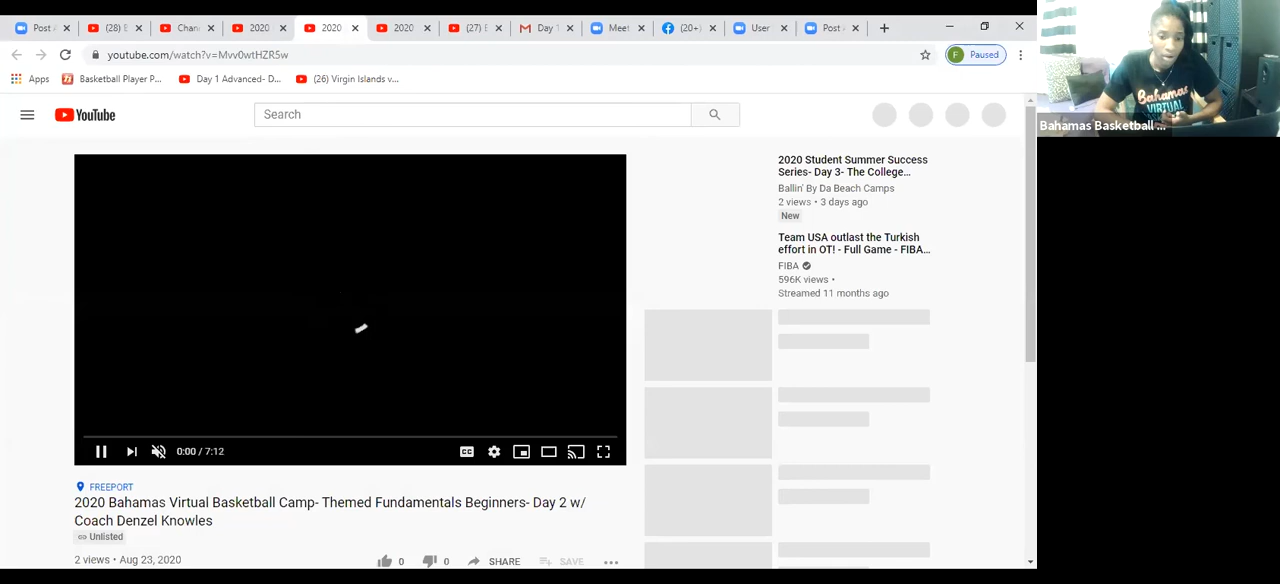 Post A
(28) E
Chan
2020
2020
2020
(27) E
Day 1
Meet
(20+
User
Post A
youtube.com/watch?v=Mvv0wtHZR5w
F Paused
Apps
Basketball Player P...
Day 1 Advanced- D...
(26) Virgin Islands v...
YouTube
Search
Bahamas
VIRTUAL
Bahamas Basketball ...
2020 Student Summer Success
Series- Day 3- The College...
Ballin' By Da Beach Camps
2 views • 3 days ago
New
Team USA outlast the Turkish
effort in OT! - Full Game - FIBA...
FIBA
596K views •
Streamed 11 months ago
0:00 / 7:12
CC
FREEPORT
2020 Bahamas Virtual Basketball Camp- Themed Fundamentals Beginners- Day 2 w/
Coach Denzel Knowles
Unlisted
2 views • Aug 23, 2020
0
0
SHARE
SAVE